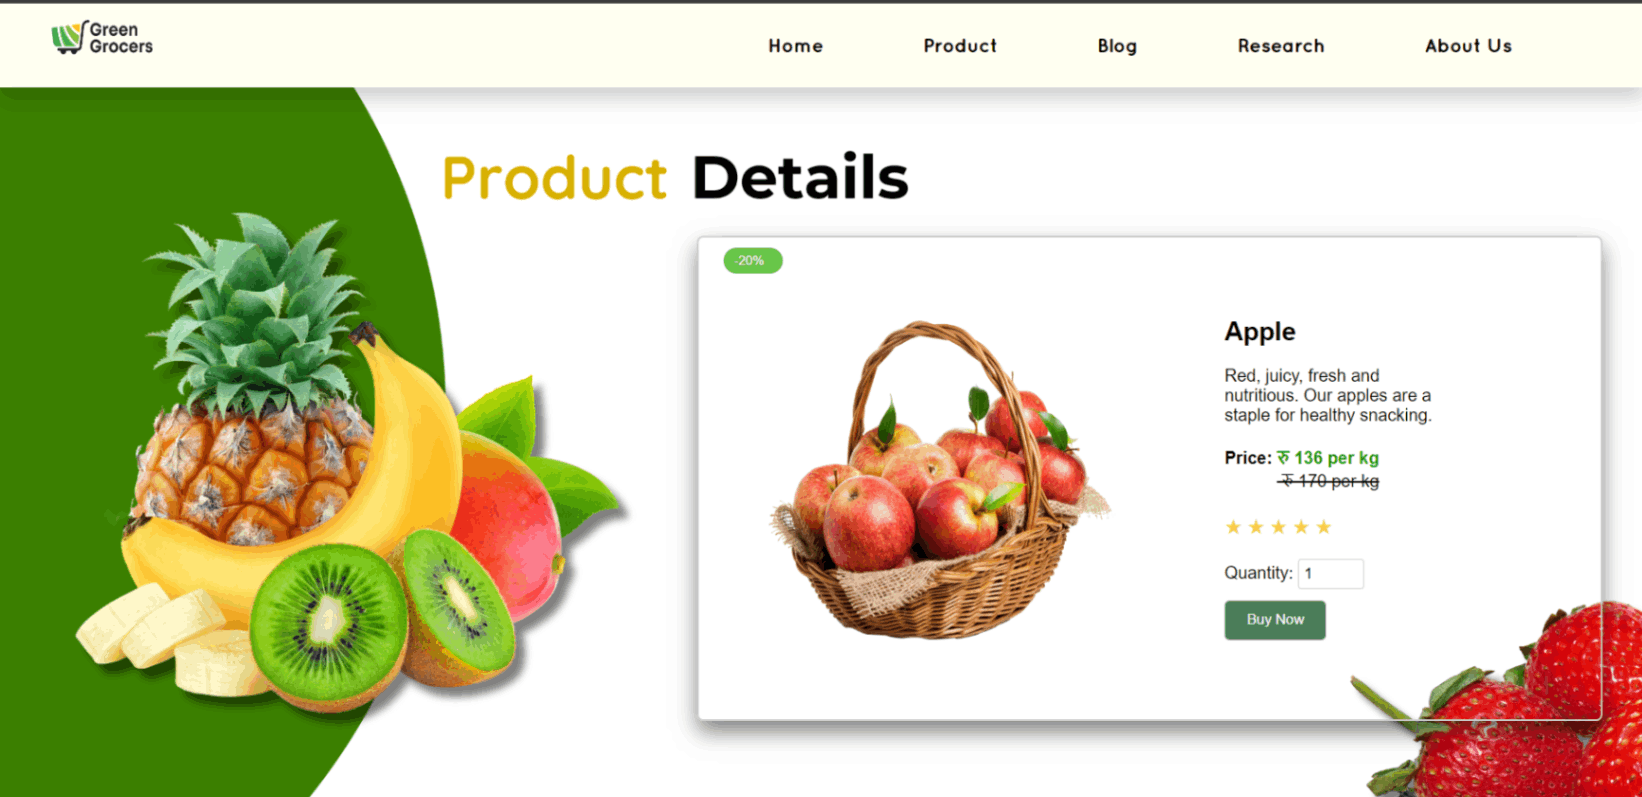 Green
Grocers
Home Product Blog Research About Us
Product Details
-20%
Apple
Red, juicy, fresh and
nutritious. Our apples are a
staple for healthy snacking.
Price: रु 136 per kg
रु 170 per kg
Quantity: 1
Buy Now